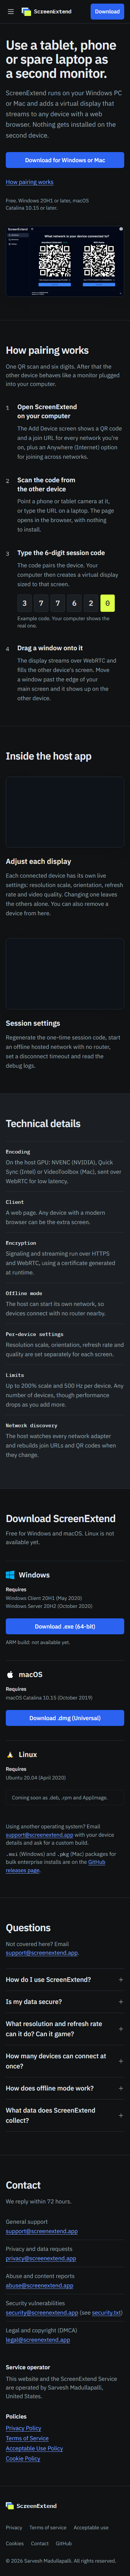 ScreenExtend
Download
Use a tablet, phone
or spare laptop as
a second monitor.
ScreenExtend runs on your Windows PC
or Mac and adds a virtual display that
streams to any device with a web
browser. Nothing gets installed on the
second device.
Download for Windows or Mac
How pairing works
Free. Windows 20H1 or later, macOS
Catalina 10.15 or later.
How pairing works
One QR scan and six digits. After that the
device behaves like a monitor plugged
into your computer.
1
Open ScreenExtend
on your computer
The Add Device screen shows a QR code
and a join URL for every network you're
on, plus an Anywhere (Internet) option
for joining across networks.
2
Scan the code from
the other device
Point a phone or tablet camera at it,
or type the URL on a laptop. The page
opens in the browser, with nothing
to install.
3
Type the 6-digit session code
The code pairs the device. Your
computer then creates a virtual display
sized to that screen.
3 7 7 6 2 0
Example code. Your computer shows the
real one.
4
Drag a window onto it
The display streams over WebRTC and
fills the other device's screen. Move
a window past the edge of your
main screen and it shows up on the
other device.
Inside the host app
Adjust each display
Each connected device has its own live
settings: resolution scale, orientation, refresh
rate and video quality. Changing one leaves
the others alone. You can also remove a
device from here.
Session settings
Regenerate the one-time session code, start
an offline hosted network with no router,
set a disconnect timeout and read the
debug logs.
Technical details
Encoding
On the host GPU: NVENC (NVIDIA), Quick
Sync (Intel) or VideoToolbox (Mac), sent over
WebRTC for low latency.
Client
A web page. Any device with a modern
browser can be the extra screen.
Encryption
Signaling and streaming run over HTTPS
and WebRTC, using a certificate generated
at runtime.
Offline mode
The host can start its own network, so
devices connect with no router nearby.
Per-device settings
Resolution scale, orientation, refresh rate and
quality are set separately for each screen.
Limits
Up to 200% scale and 500 Hz per device. Any
number of devices, though performance
drops as you add more.
Network discovery
The host watches every network adapter
and rebuilds join URLs and QR codes when
they change.
Download ScreenExtend
Free for Windows and macOS. Linux is not
available yet.
Windows
Requires
Windows Client 20H1 (May 2020)
Windows Server 20H2 (October 2020)
Download .exe (64-bit)
ARM build: not available yet.
macOS
Requires
macOS Catalina 10.15 (October 2019)
Download .dmg (Universal)
Linux
Requires
Ubuntu 20.04 (April 2020)
Coming soon as .deb, .rpm and AppImage.
Using another operating system? Email
support@screenextend.app with your device
details and ask for a custom build.
.msi (Windows) and .pkg (Mac) packages for
bulk enterprise installs are on the GitHub
releases page.
Questions
Not covered here? Email
support@screenextend.app.
How do I use ScreenExtend?
Is my data secure?
What resolution and refresh rate
can it do? Can it game?
How many devices can connect at
once?
How does offline mode work?
What data does ScreenExtend
collect?
Contact
We reply within 72 hours.
General support
support@screenextend.app
Privacy and data requests
privacy@screenextend.app
Abuse and content reports
abuse@screenextend.app
Security vulnerabilities
security@screenextend.app (see security.txt)
Legal and copyright (DMCA)
legal@screenextend.app
Service operator
This website and the ScreenExtend Service
are operated by Sarvesh Madullapalli,
United States.
Policies
Privacy Policy
Terms of Service
Acceptable Use Policy
Cookie Policy
ScreenExtend
Privacy Terms of service Acceptable use
Cookies Contact GitHub
© 2026 Sarvesh Madullapalli. All rights reserved.